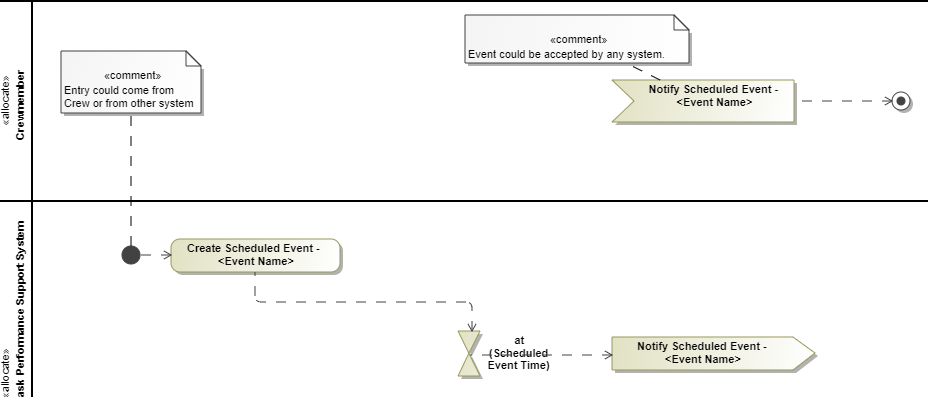 «allocate»
Crewmember
«comment»
Entry could come from
Crew or from other system
«comment»
Event could be accepted by any system.
Notify Scheduled Event -
<Event Name>
«allocate»
ask Performance Support System
Create Scheduled Event -
<Event Name>
at
(Scheduled
Event Time)
Notify Scheduled Event -
<Event Name>